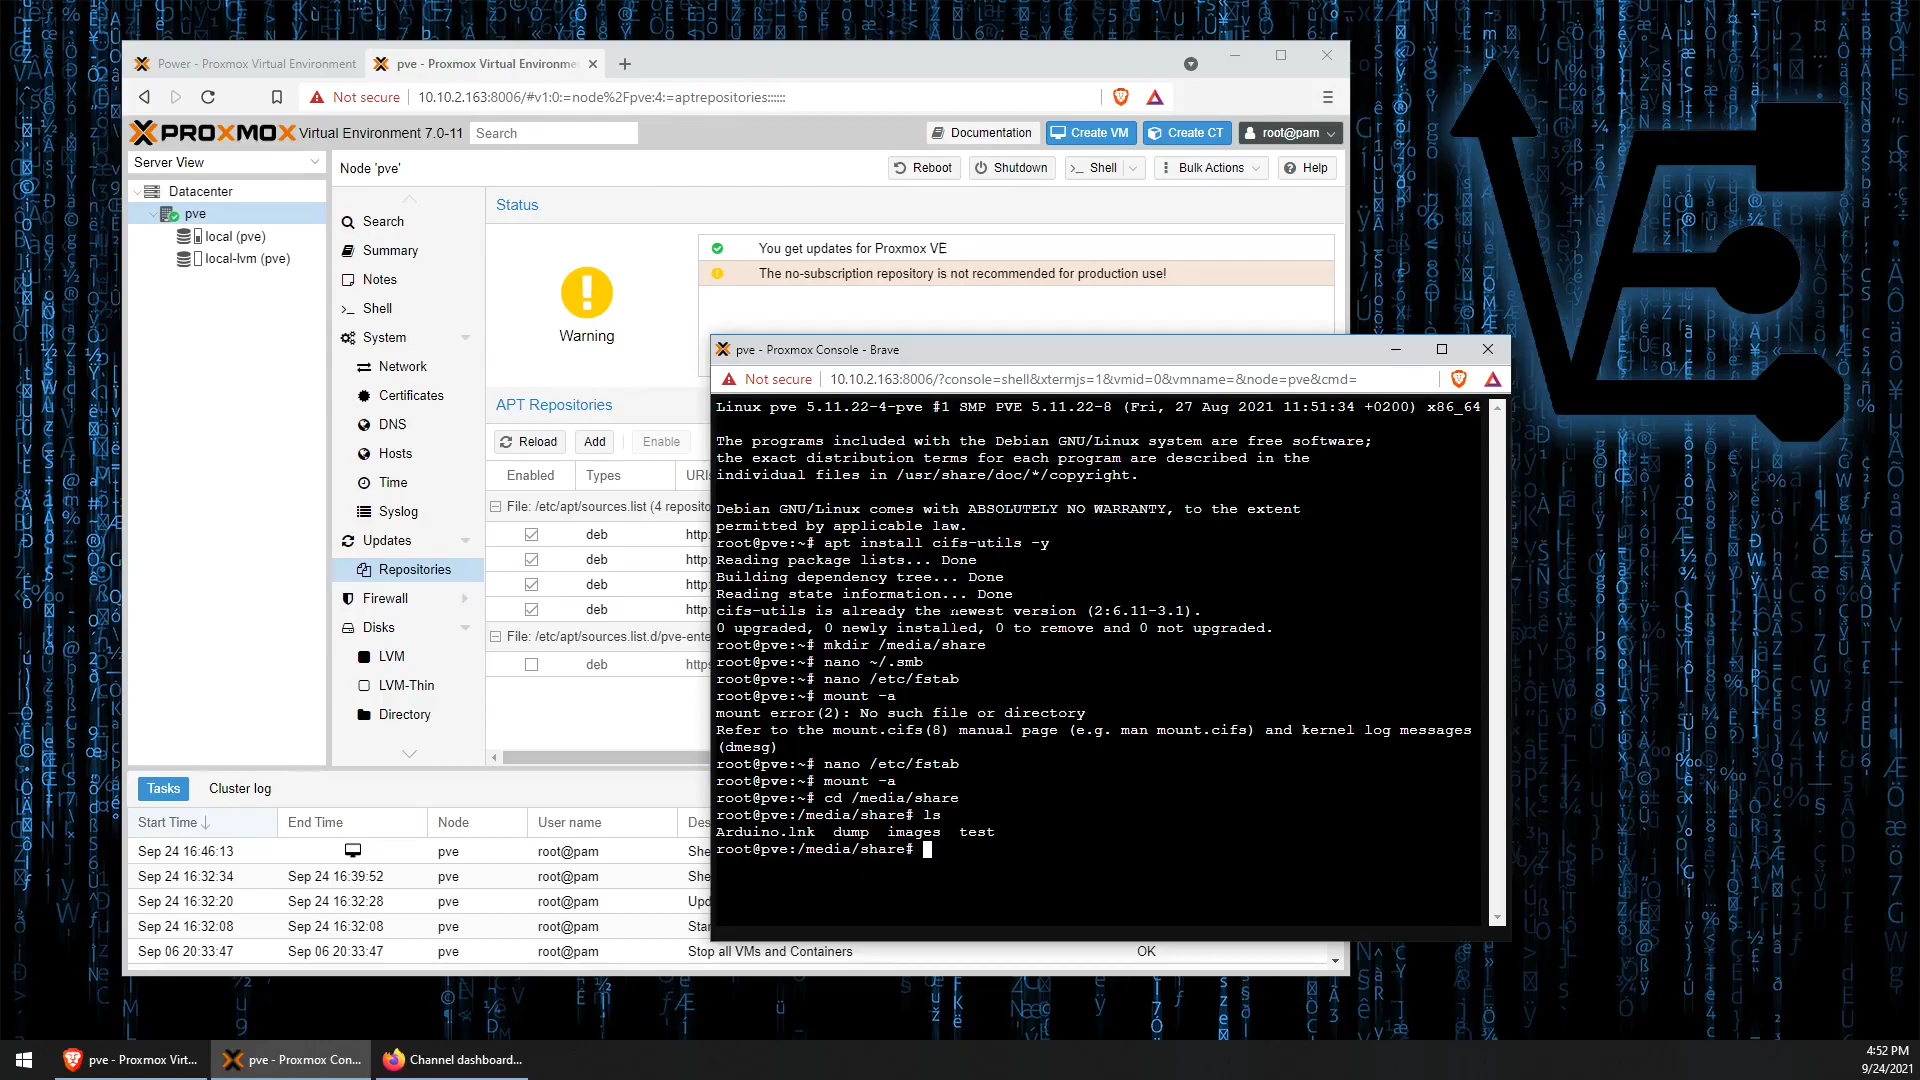 Power - Proxmox Virtual Environment
pve - Proxmox Virtual Environme
Not secure
10.10.2.163:8006/#v1:0:=node%2Fpve:4:=aptrepositories::::::
PROXMOX Virtual Environment 7.0-11
Search
Documentation
Create VM
Create CT
root@pam
Server View
Node 'pve'
Reboot
Shutdown
>_ Shell
Bulk Actions
Help
Datacenter
pve
local (pve)
local-lvm (pve)
Search
Summary
Notes
>_ Shell
System
Network
Certificates
DNS
Hosts
Time
Syslog
Updates
Repositories
Firewall
Disks
LVM
LVM-Thin
Directory
Status
Warning
You get updates for Proxmox VE
The no-subscription repository is not recommended for production use!
APT Repositories
Reload
Add
Enable
Enabled
Types
URI
File: /etc/apt/sources.list (4 reposito
deb
http:
deb
http:
deb
http:
deb
http:
File: /etc/apt/sources.list.d/pve-ente
deb
https
pve - Proxmox Console - Brave
Not secure
10.10.2.163:8006/?console=shell&xtermjs=1&vmid=0&vmname=&node=pve&cmd=
Linux pve 5.11.22-4-pve #1 SMP PVE 5.11.22-8 (Fri, 27 Aug 2021 11:51:34 +0200) x86_64
The programs included with the Debian GNU/Linux system are free software;
the exact distribution terms for each program are described in the
individual files in /usr/share/doc/*/copyright.
Debian GNU/Linux comes with ABSOLUTELY NO WARRANTY, to the extent
permitted by applicable law.
root@pve:~# apt install cifs-utils -y
Reading package lists... Done
Building dependency tree... Done
Reading state information... Done
cifs-utils is already the newest version (2:6.11-3.1).
0 upgraded, 0 newly installed, 0 to remove and 0 not upgraded.
root@pve:~# mkdir /media/share
root@pve:~# nano ~/.smb
root@pve:~# nano /etc/fstab
root@pve:~# mount -a
mount error(2): No such file or directory
Refer to the mount.cifs(8) manual page (e.g. man mount.cifs) and kernel log messages
(dmesg)
root@pve:~# nano /etc/fstab
root@pve:~# mount -a
root@pve:~# cd /media/share
root@pve:/media/share# ls
Arduino.lnk dump images test
root@pve:/media/share#
Tasks
Cluster log
Start Time
End Time
Node
User name
Des
Sep 24 16:46:13
pve
root@pam
She
Sep 24 16:32:34
Sep 24 16:39:52
pve
root@pam
She
Sep 24 16:32:20
Sep 24 16:32:28
pve
root@pam
Upd
Sep 24 16:32:08
Sep 24 16:32:08
pve
root@pam
Star
Sep 06 20:33:47
Sep 06 20:33:47
pve
root@pam
Stop all VMs and Containers
OK
pve - Proxmox Virt...
pve - Proxmox Con...
Channel dashboard...
4:52 PM
9/24/2021